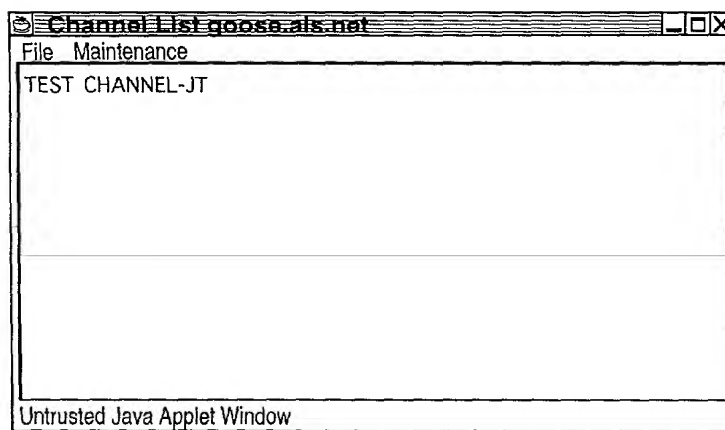 Channel List goose.als.net
File Maintenance
TEST CHANNEL-JT
Untrusted Java Applet Window